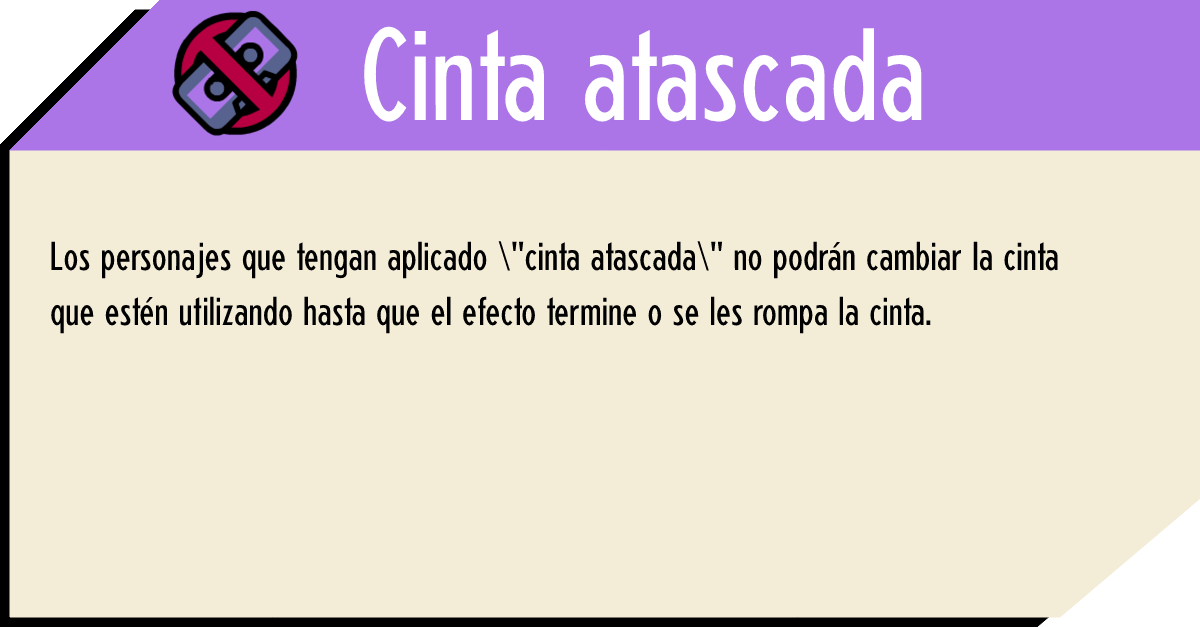 Cinta atascada
Los personajes que tengan aplicado \"cinta atascada\" no podrán cambiar la cinta
que estén utilizando hasta que el efecto termine o se les rompa la cinta.